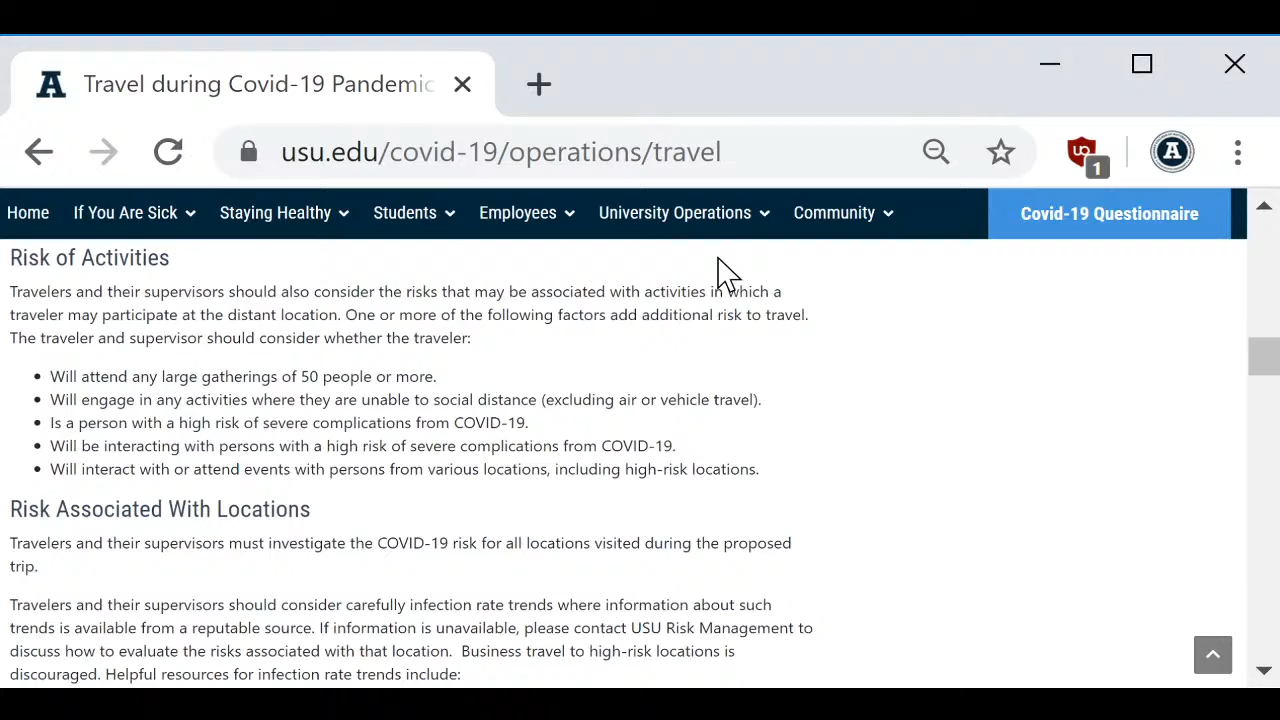 Travel during Covid-19 Pandemic
usu.edu/covid-19/operations/travel
1
Home If You Are Sick Staying Healthy Students Employees University Operations Community Covid-19 Questionnaire
Risk of Activities
Travelers and their supervisors should also consider the risks that may be associated with activities in which a
traveler may participate at the distant location. One or more of the following factors add additional risk to travel.
The traveler and supervisor should consider whether the traveler:
• Will attend any large gatherings of 50 people or more.
• Will engage in any activities where they are unable to social distance (excluding air or vehicle travel).
• Is a person with a high risk of severe complications from COVID-19.
• Will be interacting with persons with a high risk of severe complications from COVID-19.
• Will interact with or attend events with persons from various locations, including high-risk locations.
Risk Associated With Locations
Travelers and their supervisors must investigate the COVID-19 risk for all locations visited during the proposed
trip.
Travelers and their supervisors should consider carefully infection rate trends where information about such
trends is available from a reputable source. If information is unavailable, please contact USU Risk Management to
discuss how to evaluate the risks associated with that location. Business travel to high-risk locations is
discouraged. Helpful resources for infection rate trends include: